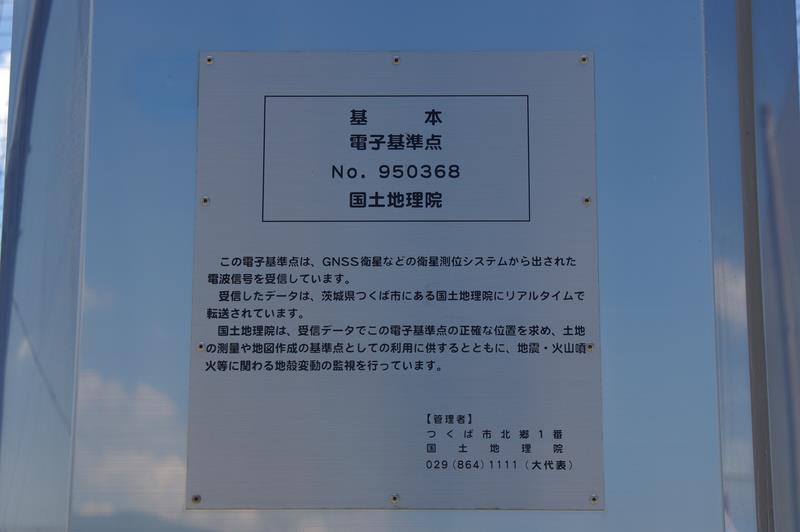 基 本
電子基準点
No. 950368
国土地理院
この電子基準点は、GNSS衛星などの衛星測位システムから出された
電波信号を受信しています。
受信したデータは、茨城県つくば市にある国土地理院にリアルタイムで
転送されています。
国土地理院は、受信データでこの電子基準点の正確な位置を求め、土地
の測量や地図作成の基準点としての利用に供するとともに、地震・火山噴
火等に関わる地殻変動の監視を行っています。
【管理者】
つくば市北郷1番
国土地理院
029(864)1111(大代表)